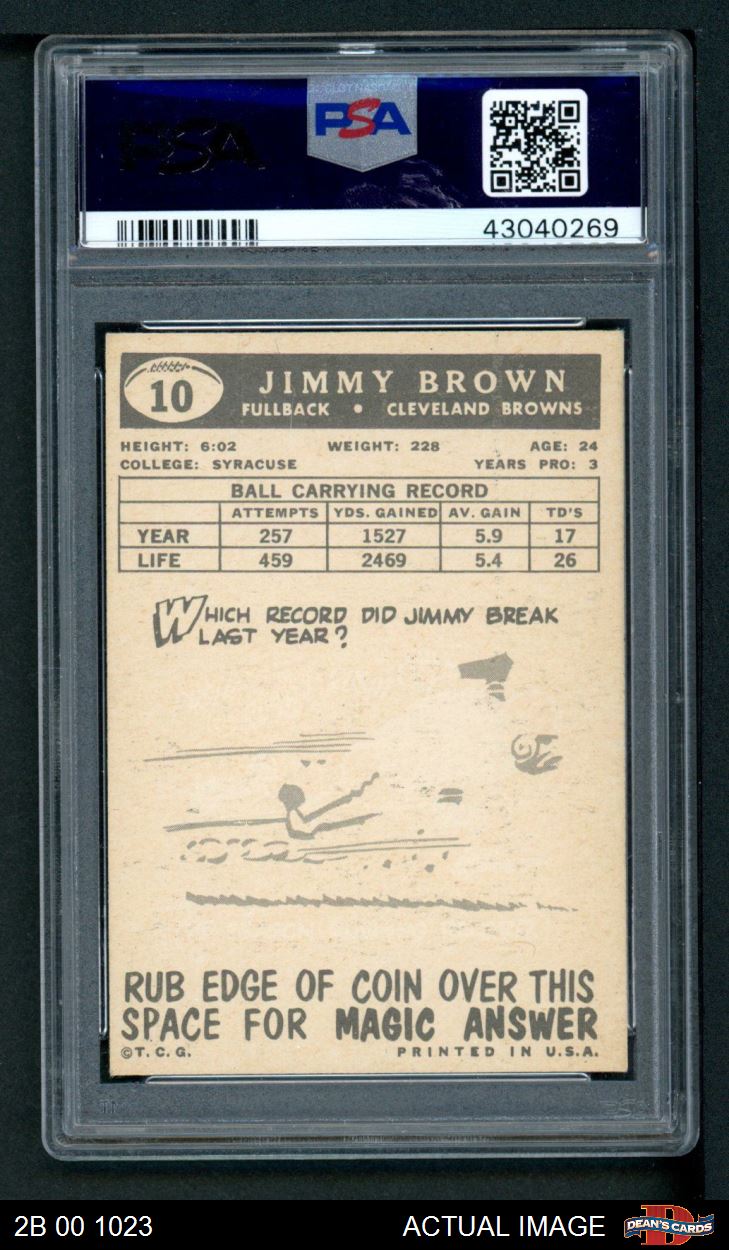 PSA
PSA
43040269
10
JIMMY BROWN
FULLBACK • CLEVELAND BROWNS
HEIGHT: 6:02 WEIGHT: 228 AGE: 24
COLLEGE: SYRACUSE YEARS PRO: 3
BALL CARRYING RECORD
ATTEMPTS YDS. GAINED AV. GAIN TD'S
YEAR 257 1527 5.9 17
LIFE 459 2469 5.4 26
WHICH RECORD DID JIMMY BREAK
LAST YEAR?
RUB EDGE OF COIN OVER THIS
SPACE FOR MAGIC ANSWER
©T.C.G. PRINTED IN U.S.A.
2B 00 1023 ACTUAL IMAGE DEAN'S CARDS